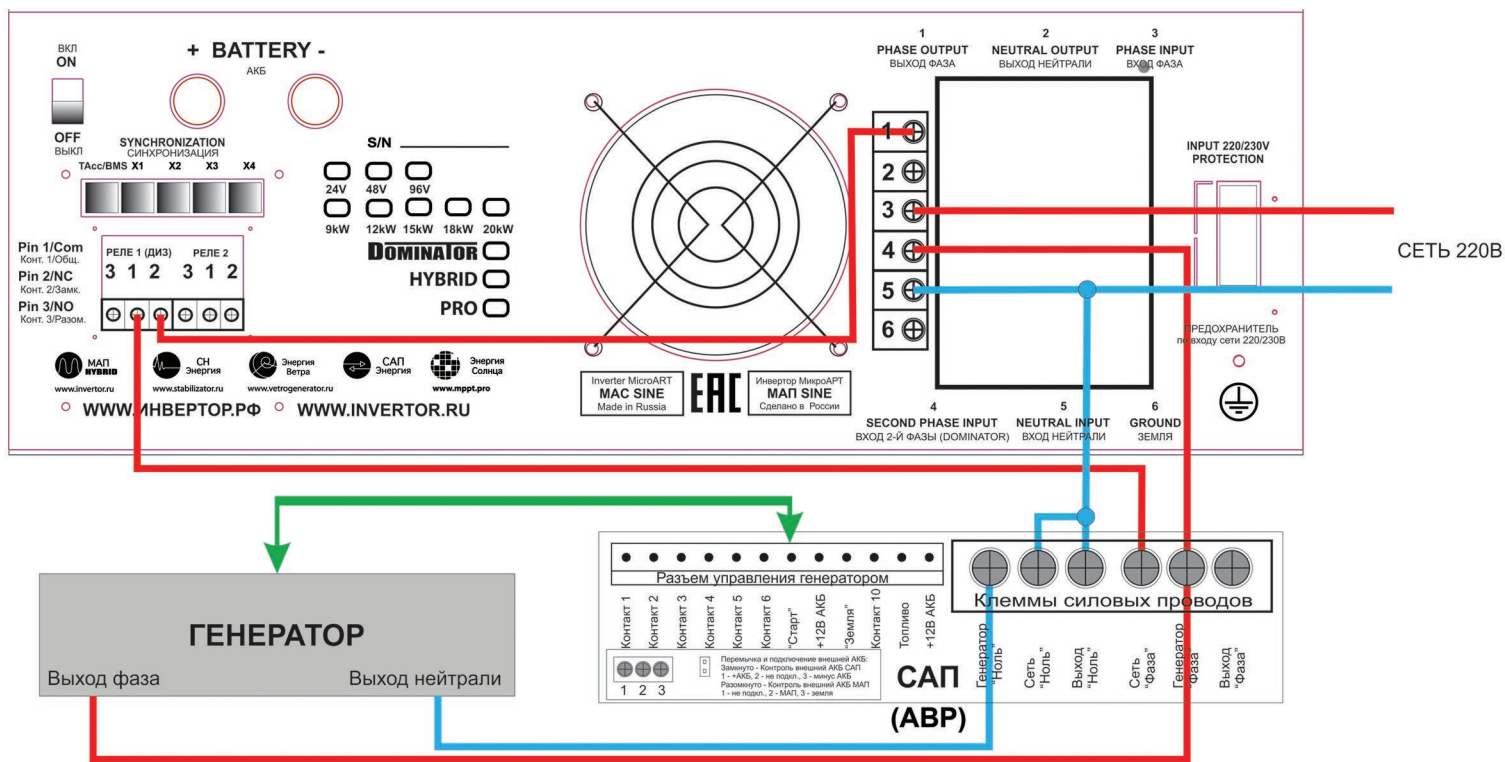 ВКЛ
ON
OFF
ВЫКЛ
+ BATTERY -
АКБ
SYNCHRONIZATION
СИНХРОНИЗАЦИЯ
TAcc/BMS X1 X2 X3 X4
S/N
24V 48V 96V
9kW 12kW 15kW 18kW 20kW
DOMINATOR
HYBRID
PRO
Pin 1/Com
Конт. 1/Общ.
Pin 2/NC
Конт. 2/Замк.
Pin 3/NO
Конт. 3/Разом.
РЕЛЕ 1 (ДИЗ) РЕЛЕ 2
3 1 2 3 1 2
МАП
HYBRID
www.invertor.ru
СН
Энергия
www.stabilizator.ru
Энергия
Ветра
www.vetrogenerator.ru
САП
Энергия
Энергия
Солнца
www.mppt.pro
WWW.ИНВЕРТОР.РФ WWW.INVERTOR.RU
Inverter MicroART
MAC SINE
Made in Russia
EAC
Инвертор МикроАРТ
МАП SINE
Сделано в России
1
PHASE OUTPUT
ВЫХОД ФАЗА
2
NEUTRAL OUTPUT
ВЫХОД НЕЙТРАЛИ
3
PHASE INPUT
ВХОД ФАЗА
1
2
3
4
5
6
4
SECOND PHASE INPUT
ВХОД 2-Й ФАЗЫ (DOMINATOR)
5
NEUTRAL INPUT
ВХОД НЕЙТРАЛИ
6
GROUND
ЗЕМЛЯ
INPUT 220/230V
PROTECTION
ПРЕДОХРАНИТЕЛЬ
по входу сети 220/230В
СЕТЬ 220В
ГЕНЕРАТОР
Выход фаза
Выход нейтрали
Разъем управления генератором
Контакт 1
Контакт 2
Контакт 3
Контакт 4
Контакт 5
Контакт 6
"Старт"
+12В АКБ
"Земля"
Контакт 10
Топливо
+12В АКБ
1 2 3
Перемычка и подключение внешней АКБ:
Замкнуто - Контроль внешний АКБ САП
1 - +АКБ, 2 - не подкл., 3 - минус АКБ
Разомкнуто - Контроль внешний АКБ МАП
1 - не подкл., 2 - МАП, 3 - земля
САП
(АВР)
Клеммы силовых проводов
Генератор
"Ноль"
Сеть
"Ноль"
Выход
"Ноль"
Сеть
"Фаза"
Генератор
"Фаза"
Выход
"Фаза"